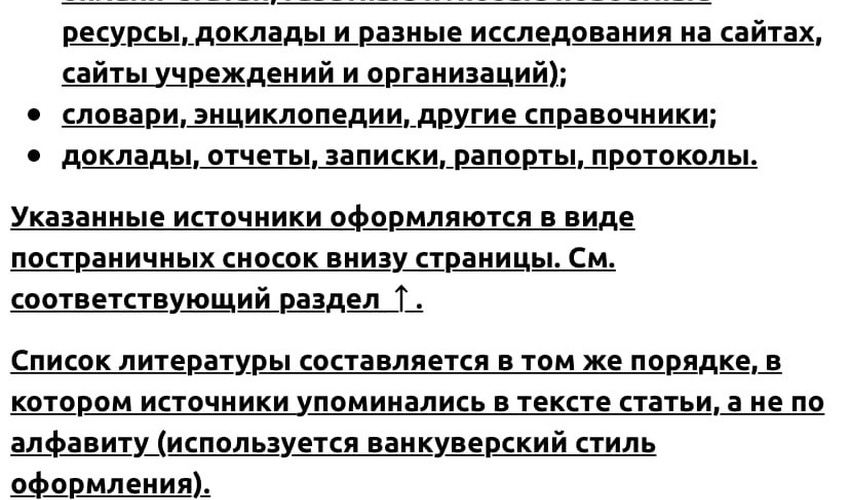 ресурсы, доклады и разные исследования на сайтах,
сайты учреждений и организаций);
словари, энциклопедии, другие справочники;
доклады, отчеты, записки, рапорты, протоколы.
Указанные источники оформляются в виде
постраничных сносок внизу страницы. См.
соответствующий раздел ↑.
Список литературы составляется в том же порядке, в
котором источники упоминались в тексте статьи, а не по
алфавиту (используется ванкуверский стиль
оформления).